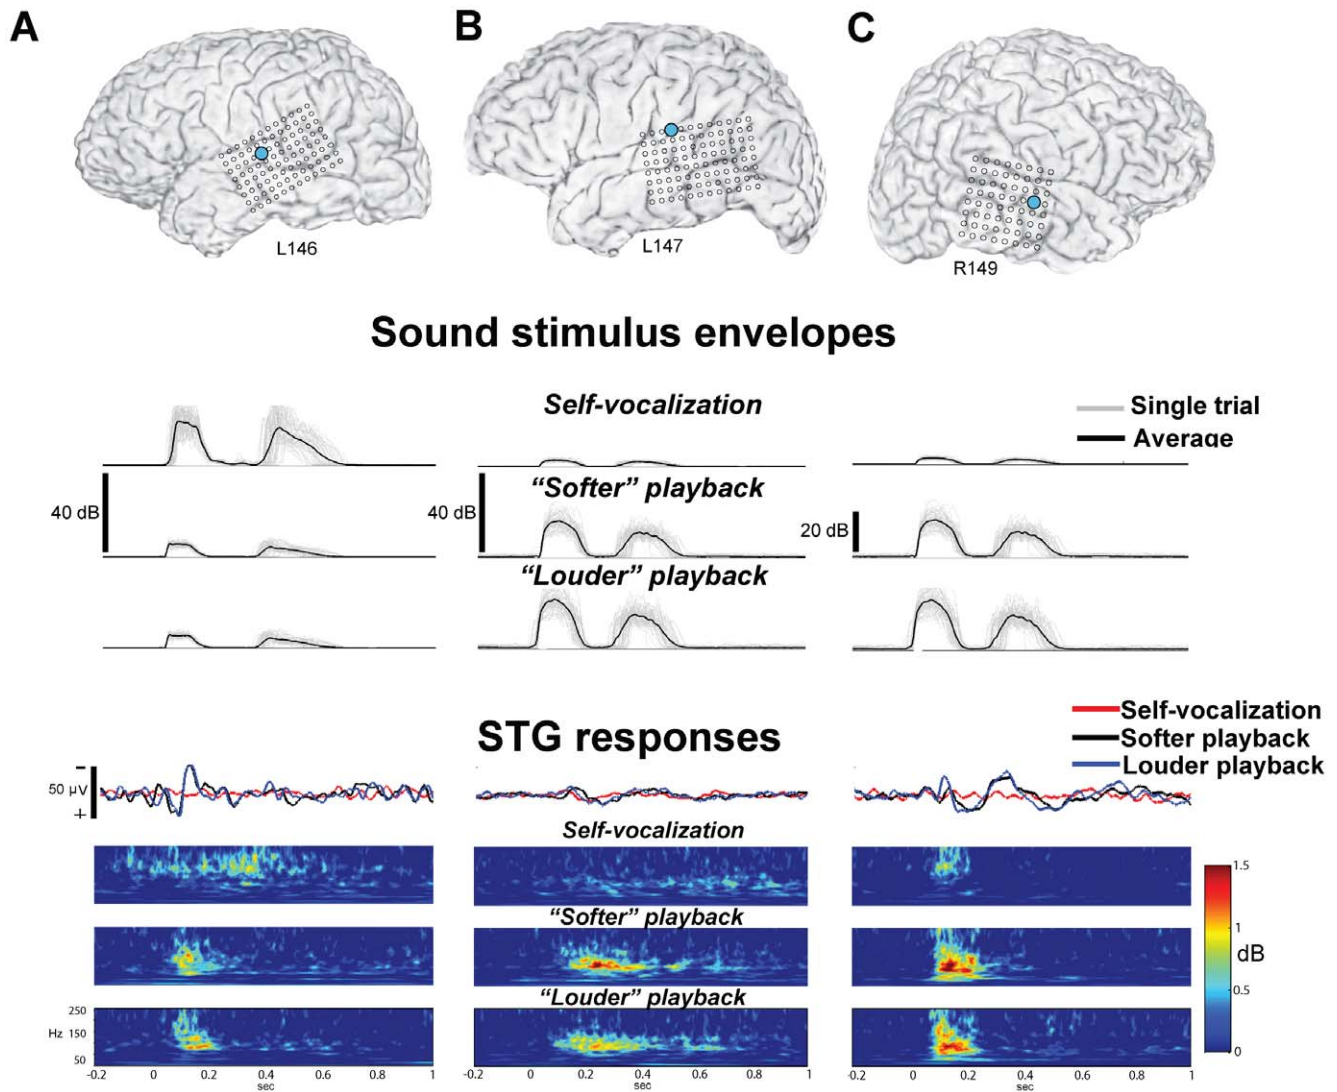 A
B
C
L146
L147
R149
Sound stimulus envelopes
Self-vocalization
Single trial
Average
“Softer” playback
40 dB
40 dB
20 dB
“Louder” playback
STG responses
Self-vocalization
Softer playback
Louder playback
−
50 µV
+
Self-vocalization
“Softer” playback
“Louder” playback
1.5
1
dB
0.5
0
250
Hz 150
50
-0.2 0 0.2 0.4 0.6 0.8 1
sec
-0.2 0 0.2 0.4 0.6 0.8 1
sec
-0.2 0 0.2 0.4 0.6 0.8 1
sec